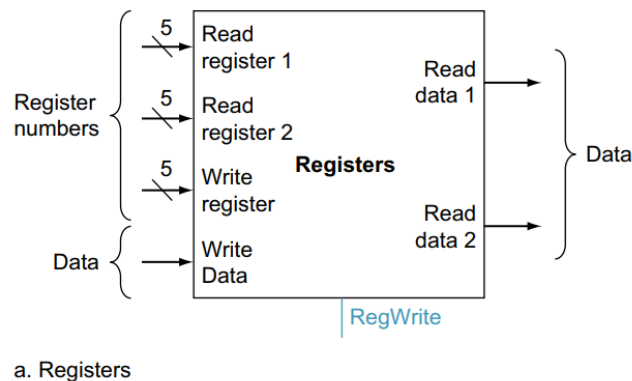 5
Read
register 1
5
Read
register 2
5
Write
register
Write
Data
Register
numbers
Data
Registers
Read
data 1
Read
data 2
Data
RegWrite
a. Registers